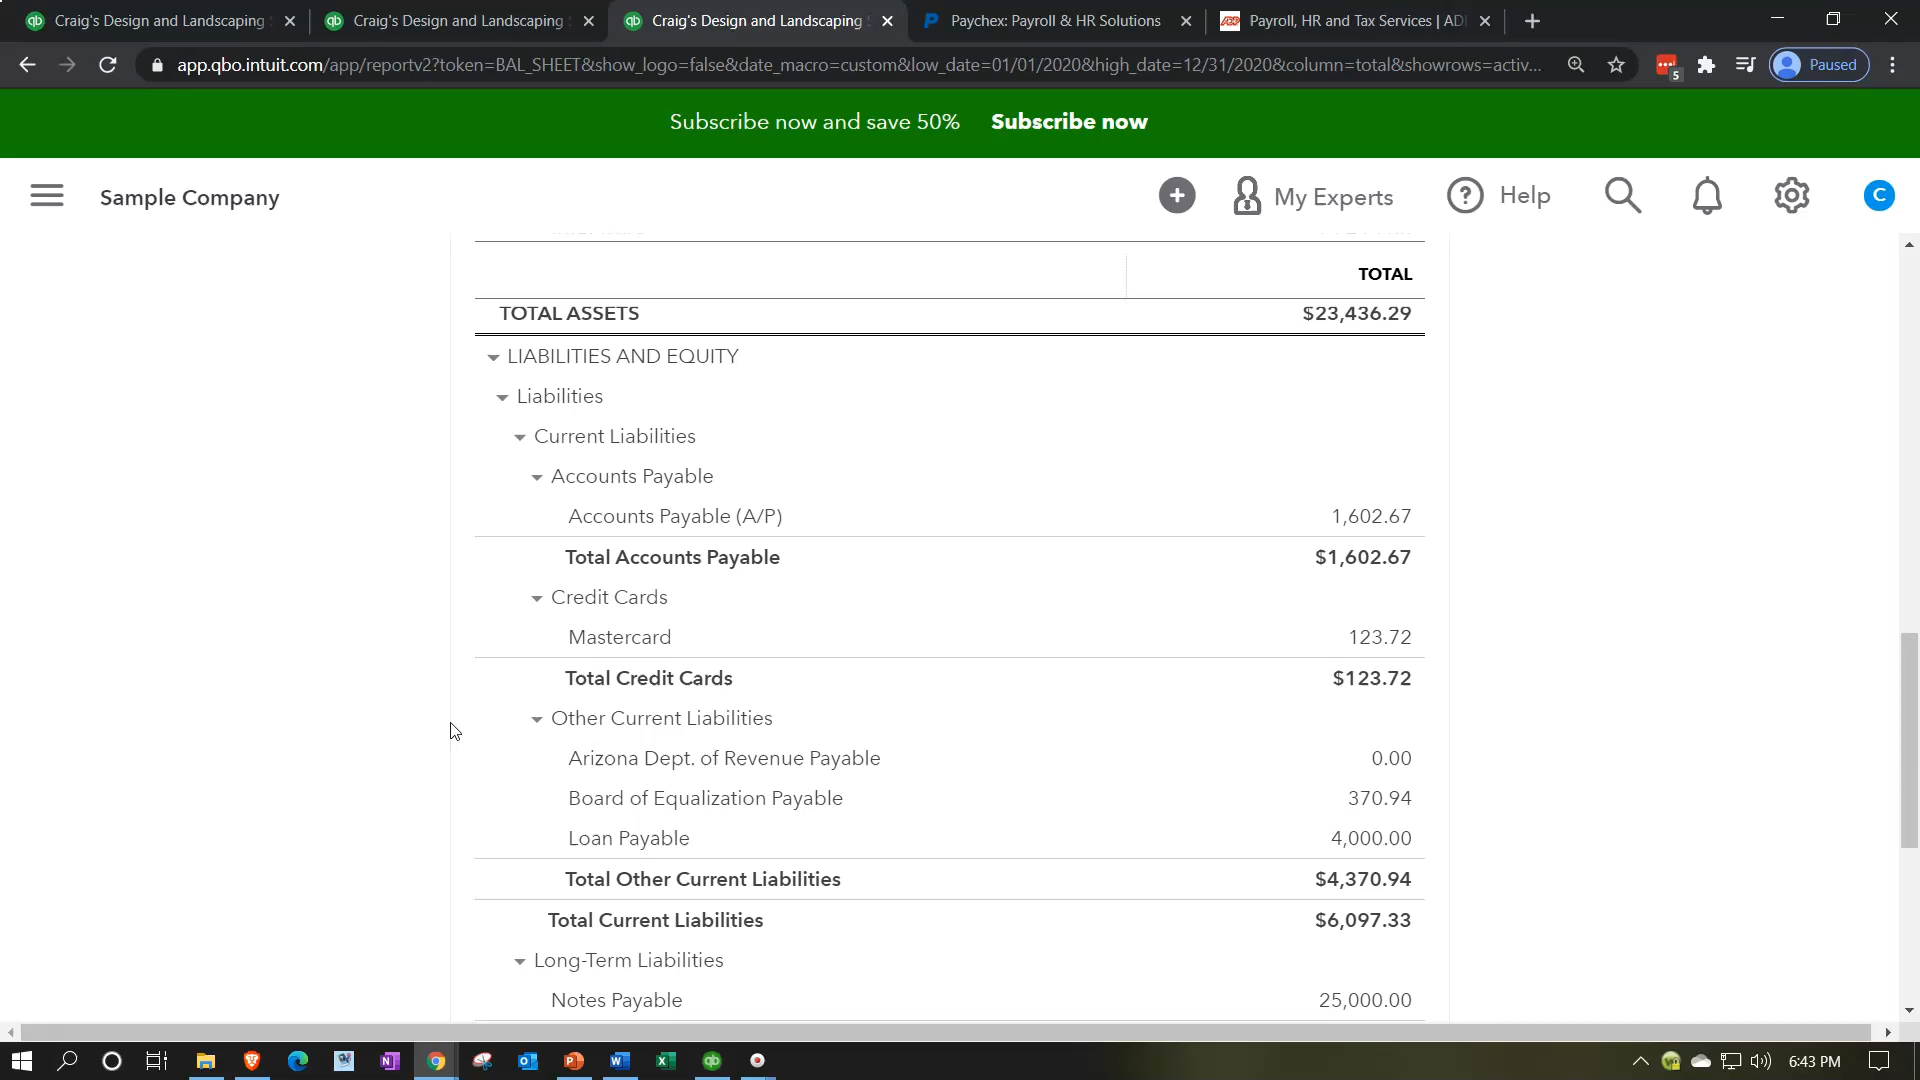 Craig's Design and Landscaping
Craig's Design and Landscaping
Craig's Design and Landscaping
Paychex: Payroll & HR Solutions
Payroll, HR and Tax Services | AD
app.qbo.intuit.com/app/reportv2?token=BAL_SHEET&show_logo=false&date_macro=custom&low_date=01/01/2020&high_date=12/31/2020&column=total&showrows=activ...
5
Paused
Subscribe now and save 50% Subscribe now
Sample Company
My Experts
Help
C
TOTAL
TOTAL ASSETS $23,436.29
LIABILITIES AND EQUITY
Liabilities
Current Liabilities
Accounts Payable
Accounts Payable (A/P) 1,602.67
Total Accounts Payable $1,602.67
Credit Cards
Mastercard 123.72
Total Credit Cards $123.72
Other Current Liabilities
Arizona Dept. of Revenue Payable 0.00
Board of Equalization Payable 370.94
Loan Payable 4,000.00
Total Other Current Liabilities $4,370.94
Total Current Liabilities $6,097.33
Long-Term Liabilities
Notes Payable 25,000.00
6:43 PM